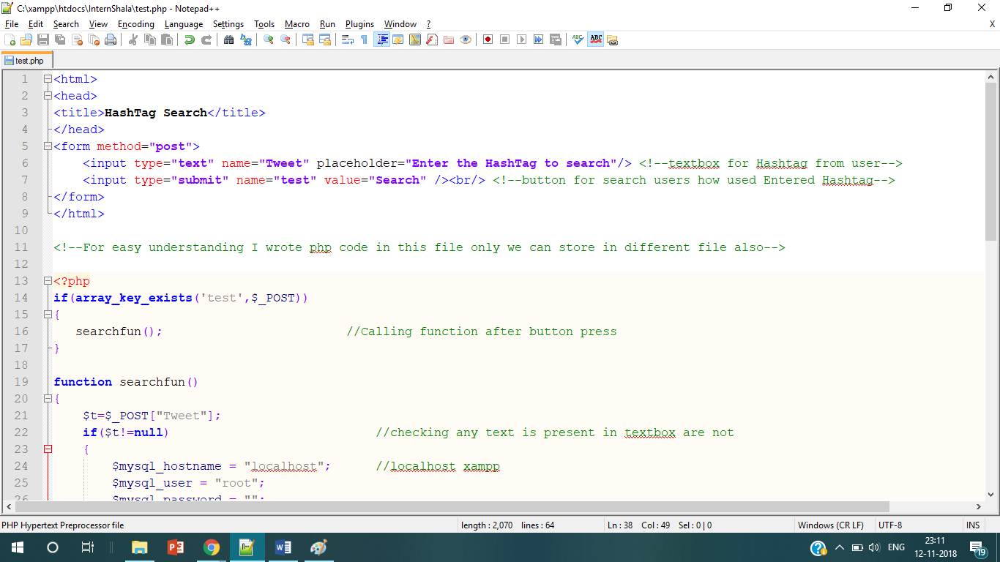 C:\xampp\htdocs\InternShala\test.php - Notepad++
File Edit Search View Encoding Language Settings Tools Macro Run Plugins Window ? X
test.php
1 <html>
2 <head>
3 <title>HashTag Search</title>
4 </head>
5 <form method="post">
6 <input type="text" name="Tweet" placeholder="Enter the HashTag to search"/> <!--textbox for Hashtag from user-->
7 <input type="submit" name="test" value="Search" /><br/> <!--button for search users how used Entered Hashtag-->
8 </form>
9 </html>
10
11 <!--For easy understanding I wrote php code in this file only we can store in different file also-->
12
13 <?php
14 if(array_key_exists('test',$_POST))
15 {
16 searchfun(); //Calling function after button press
17 }
18
19 function searchfun()
20 {
21 $t=$_POST["Tweet"];
22 if($t!=null) //checking any text is present in textbox are not
23 {
24 $mysql_hostname = "localhost"; //localhost xampp
25 $mysql_user = "root";
26 $mysql_password = "";
PHP Hypertext Preprocessor file length : 2,070 lines : 64 Ln : 38 Col : 49 Sel : 0 | 0 Windows (CR LF) UTF-8 INS
ENG 23:11
12-11-2018 19